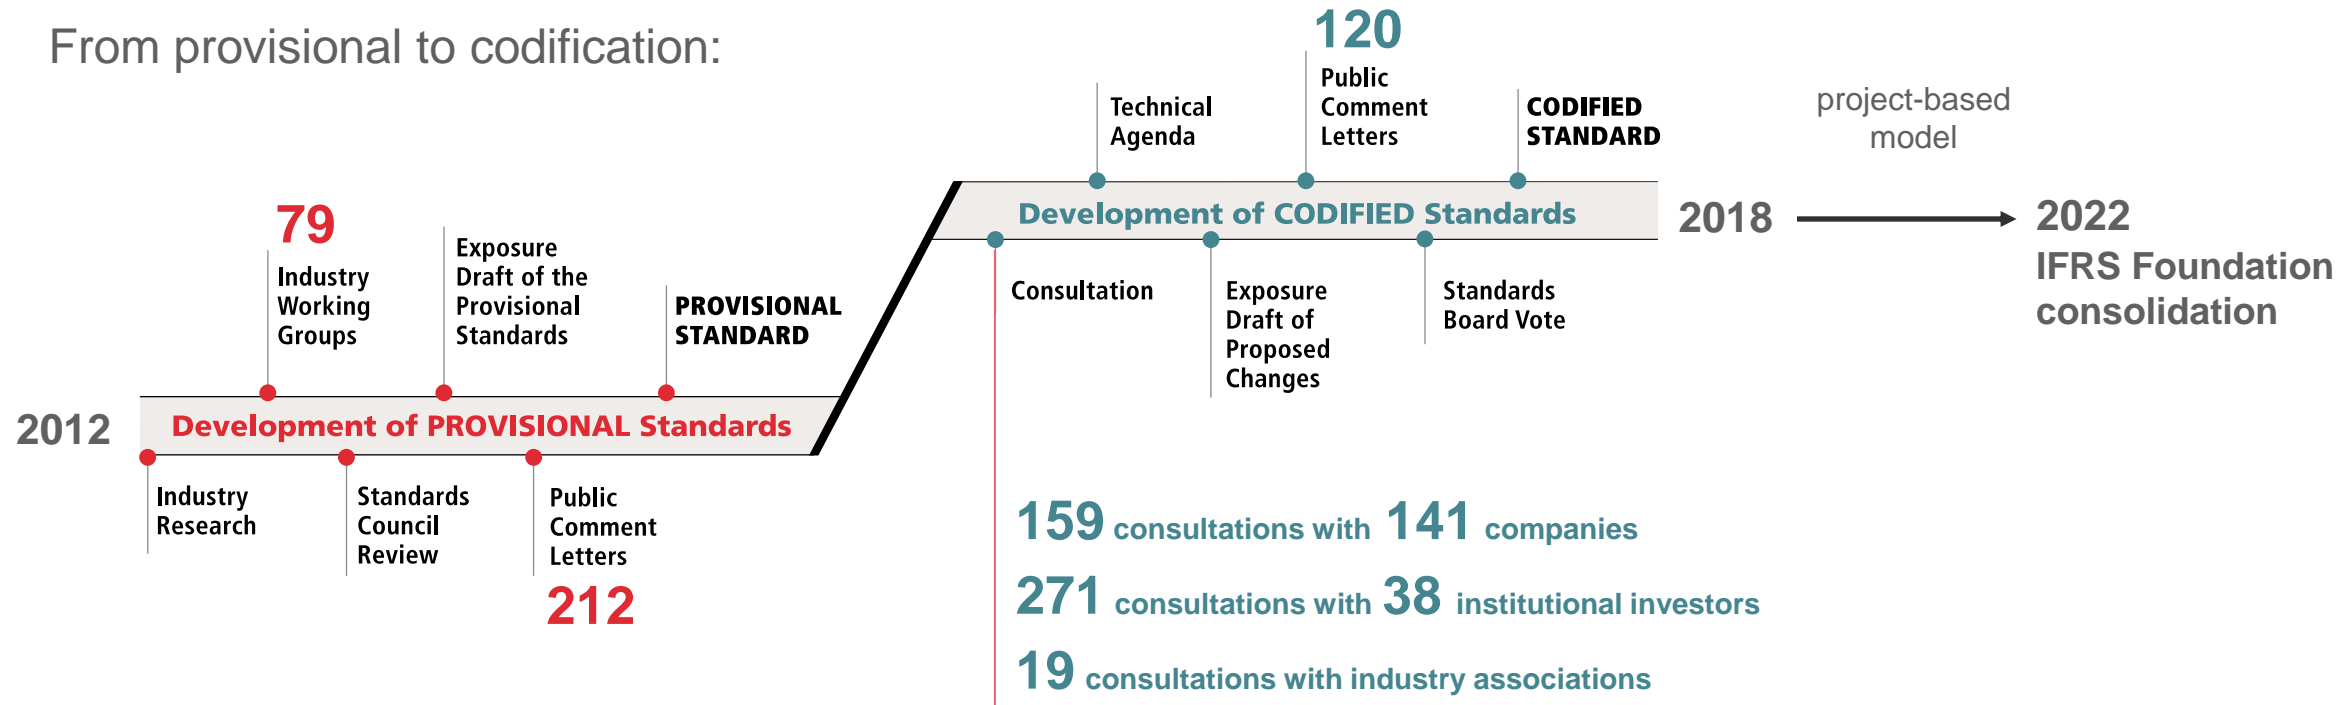 From provisional to codification:
120
Public
Comment
Letters
Technical
Agenda
CODIFIED
STANDARD
project-based
model
Development of CODIFIED Standards
2018
2022
IFRS Foundation
consolidation
Consultation
Exposure
Draft of
Proposed
Changes
Standards
Board Vote
79
Industry
Working
Groups
Exposure
Draft of the
Provisional
Standards
PROVISIONAL
STANDARD
2012
Development of PROVISIONAL Standards
Industry
Research
Standards
Council
Review
Public
Comment
Letters
212
159 consultations with 141 companies
271 consultations with 38 institutional investors
19 consultations with industry associations